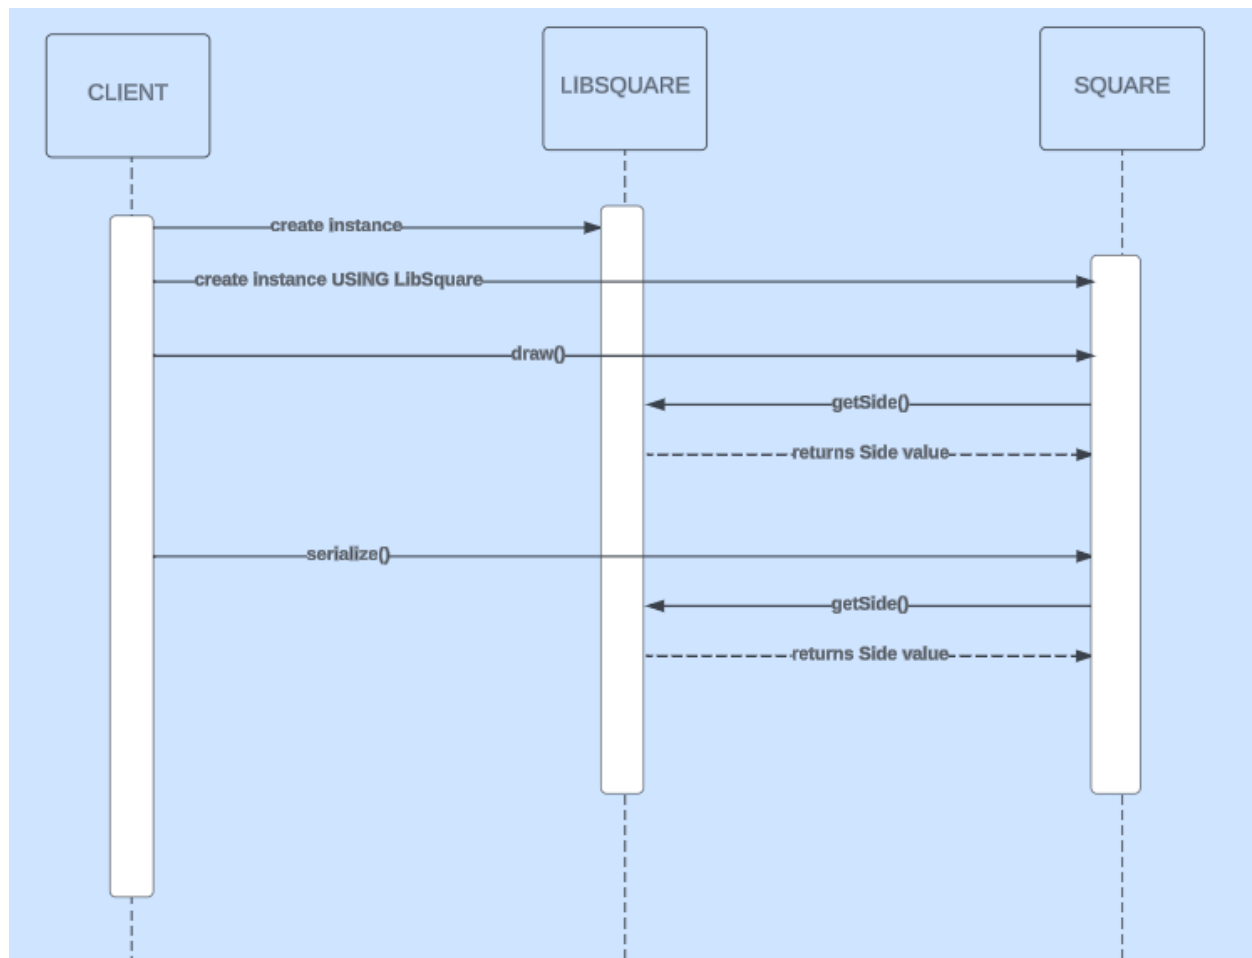 CLIENT
LIBSQUARE
SQUARE
create instance
create instance USING LibSquare
draw()
getSide()
returns Side value
serialize()
getSide()
returns Side value